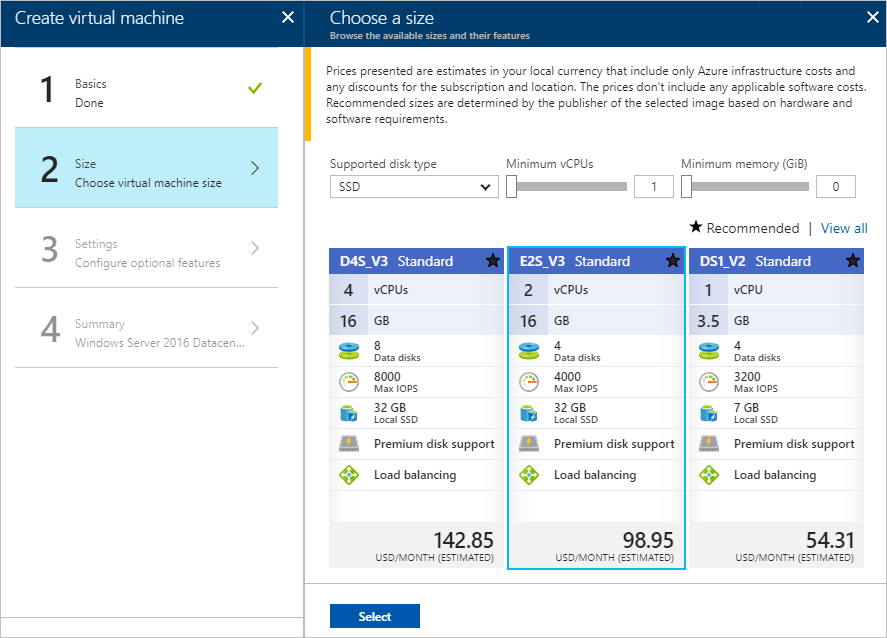 Create virtual machine
1
Basics
Done
2
Size
Choose virtual machine size
3
Settings
Configure optional features
4
Summary
Windows Server 2016 Datacen...
Choose a size
Browse the available sizes and their features
Prices presented are estimates in your local currency that include only Azure infrastructure costs and
any discounts for the subscription and location. The prices don't include any applicable software costs.
Recommended sizes are determined by the publisher of the selected image based on hardware and
software requirements.
Supported disk type Minimum vCPUs Minimum memory (GiB)
SSD 1 0
Recommended | View all
D4S_V3 Standard
4 vCPUs
16 GB
8
Data disks
8000
Max IOPS
32 GB
Local SSD
Premium disk support
Load balancing
142.85
USD/MONTH (ESTIMATED)
E2S_V3 Standard
2 vCPUs
16 GB
4
Data disks
4000
Max IOPS
32 GB
Local SSD
Premium disk support
Load balancing
98.95
USD/MONTH (ESTIMATED)
DS1_V2 Standard
1 vCPU
3.5 GB
4
Data disks
3200
Max IOPS
7 GB
Local SSD
Premium disk support
Load balancing
54.31
USD/MONTH (ESTIMATED)
Select